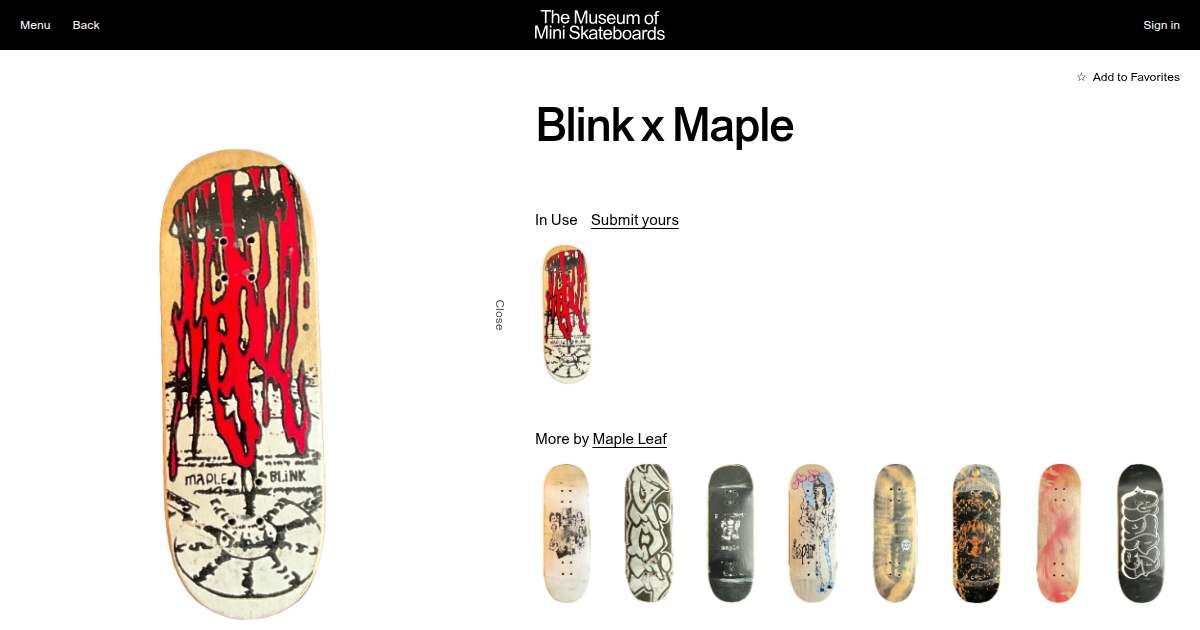 Menu
Back
The Museum of
Mini Skateboards
Sign in
☆ Add to Favorites
Blink x Maple
In Use
Submit yours
Close
MAPLE/ BLINK
More by Maple Leaf
maple